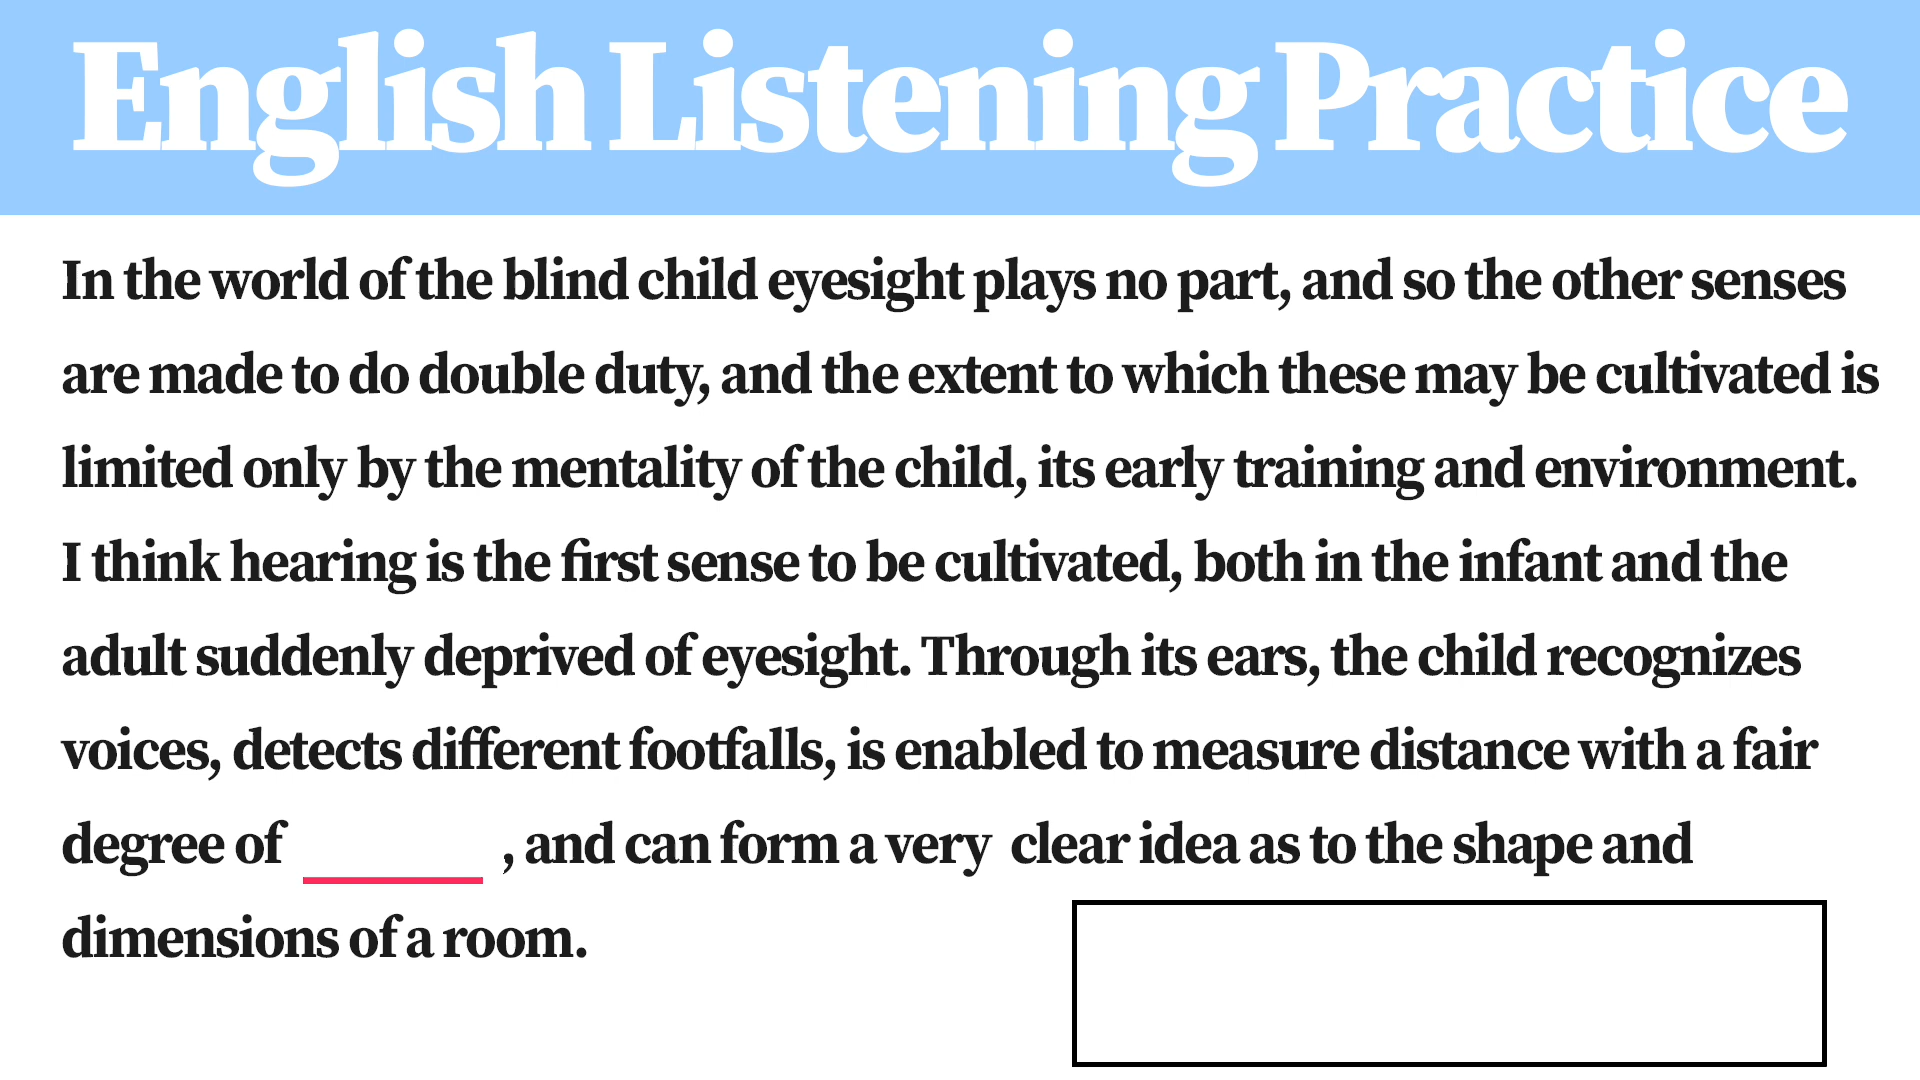 English Listening Practice
In the world of the blind child eyesight plays no part, and so the other senses
are made to do double duty, and the extent to which these may be cultivated is
limited only by the mentality of the child, its early training and environment.
I think hearing is the first sense to be cultivated, both in the infant and the
adult suddenly deprived of eyesight. Through its ears, the child recognizes
voices, detects different footfalls, is enabled to measure distance with a fair
degree of ______ , and can form a very clear idea as to the shape and
dimensions of a room.